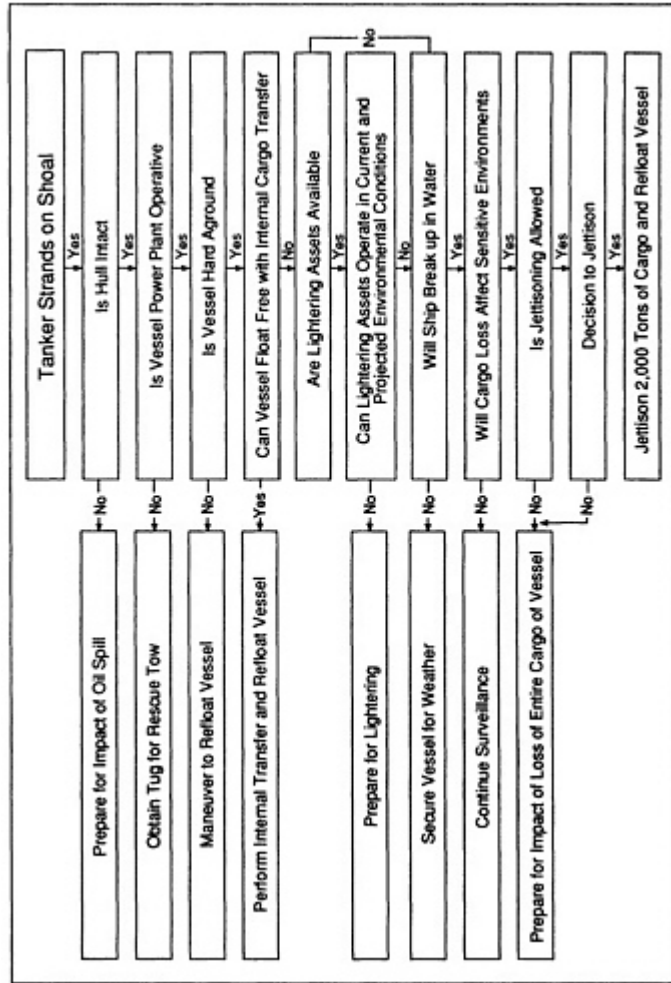 Tanker Strands on Shoal
Yes
Is Hull Intact
No
Prepare for Impact of Oil Spill
Yes
Is Vessel Power Plant Operative
No
Obtain Tug for Rescue Tow
Yes
Is Vessel Hard Aground
No
Maneuver to Refloat Vessel
Yes
Can Vessel Float Free with Internal Cargo Transfer
Yes
Perform Internal Transfer and Refloat Vessel
No
Are Lightering Assets Available
No
Yes
Can Lightering Assets Operate in Current and
Projected Environmental Conditions
No
Prepare for Lightering
No
Will Ship Break up in Water
No
Secure Vessel for Weather
Yes
Will Cargo Loss Affect Sensitive Environments
No
Continue Surveillance
Yes
Is Jettisoning Allowed
No
Prepare for Impact of Loss of Entire Cargo of Vessel
Yes
Decision to Jettison
No
Yes
Jettison 2,000 Tons of Cargo and Refloat Vessel